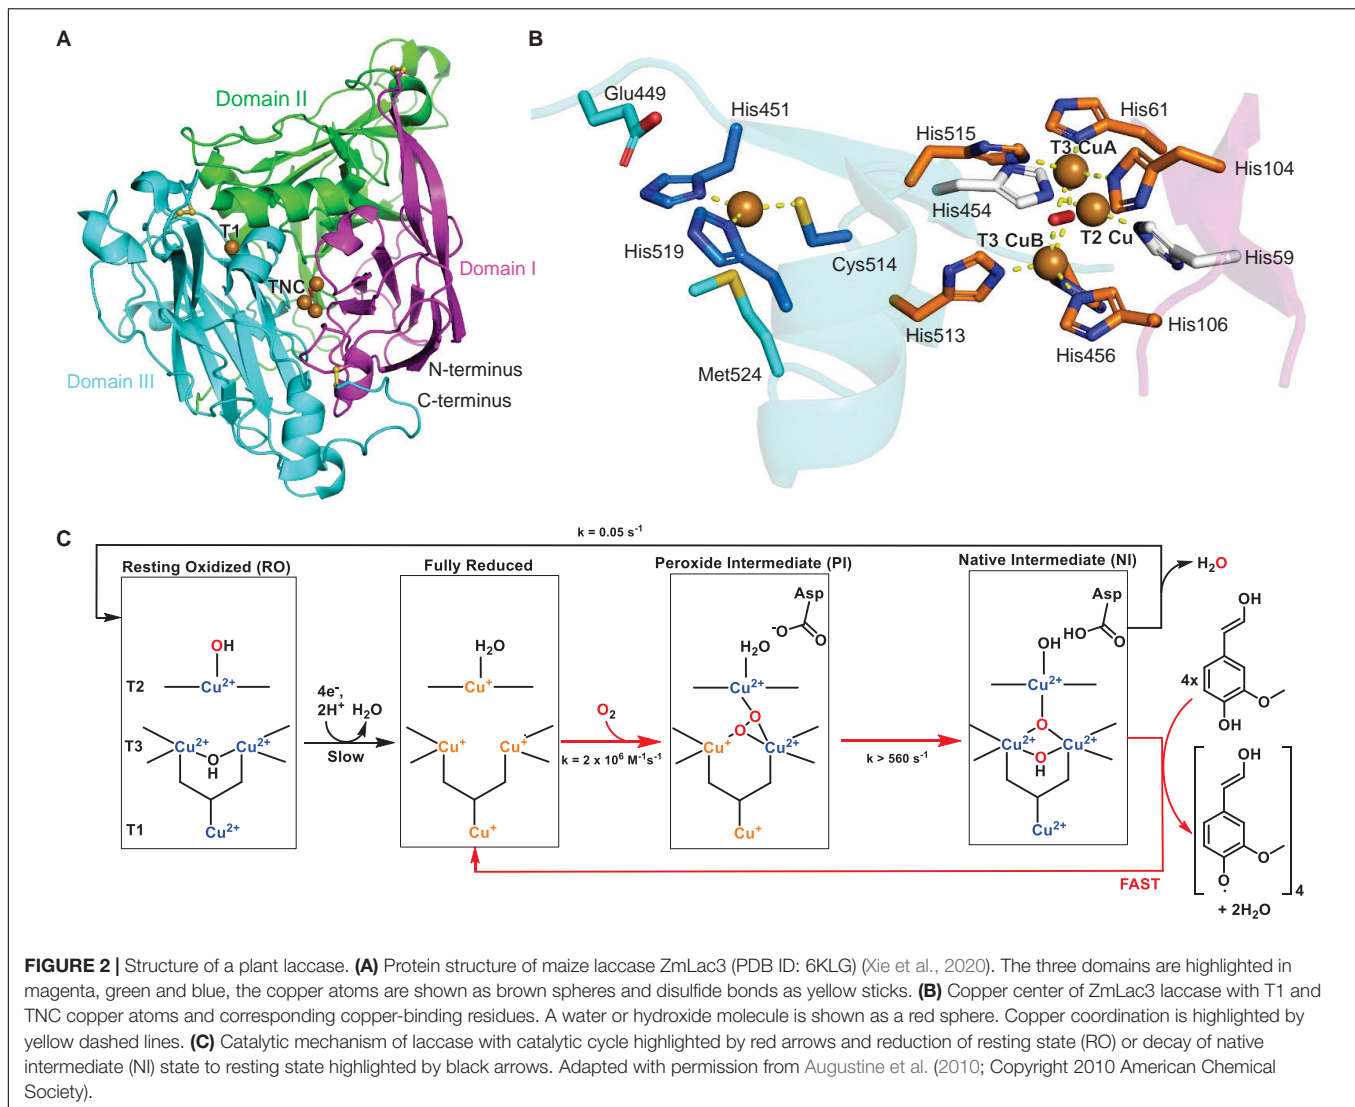 A
Domain II
T1
TNC
Domain I
Domain III
N-terminus
C-terminus
B
Glu449
His451
His519
Cys514
Met524
His515
His61
T3 CuA
His104
His454
T3 CuB
T2 Cu
His59
His513
His106
His456
C
k = 0.05 s⁻¹
Resting Oxidized (RO)
Fully Reduced
Peroxide Intermediate (PI)
Native Intermediate (NI)
H₂O
OH
Cu²⁺
T2
T3
Cu²⁺
Cu²⁺
O
H
T1
Cu²⁺
4e⁻,
2H⁺ H₂O
Slow
H₂O
Cu⁺
Cu⁺
Cu⁺
Cu⁺
O₂
k = 2 x 10⁶ M⁻¹s⁻¹
Asp
⁻O
O
H₂O
Cu²⁺
O
O
Cu⁺
Cu²⁺
Cu⁺
k > 560 s⁻¹
Asp
HO
O
OH
Cu²⁺
O
Cu²⁺
Cu²⁺
O
H
Cu²⁺
FAST
OH
4x
O
OH
OH
O
O
·
4
+ 2H₂O
FIGURE 2 | Structure of a plant laccase. (A) Protein structure of maize laccase ZmLac3 (PDB ID: 6KLG) (Xie et al., 2020). The three domains are highlighted in
magenta, green and blue, the copper atoms are shown as brown spheres and disulfide bonds as yellow sticks. (B) Copper center of ZmLac3 laccase with T1 and
TNC copper atoms and corresponding copper-binding residues. A water or hydroxide molecule is shown as a red sphere. Copper coordination is highlighted by
yellow dashed lines. (C) Catalytic mechanism of laccase with catalytic cycle highlighted by red arrows and reduction of resting state (RO) or decay of native
intermediate (NI) state to resting state highlighted by black arrows. Adapted with permission from Augustine et al. (2010; Copyright 2010 American Chemical
Society).